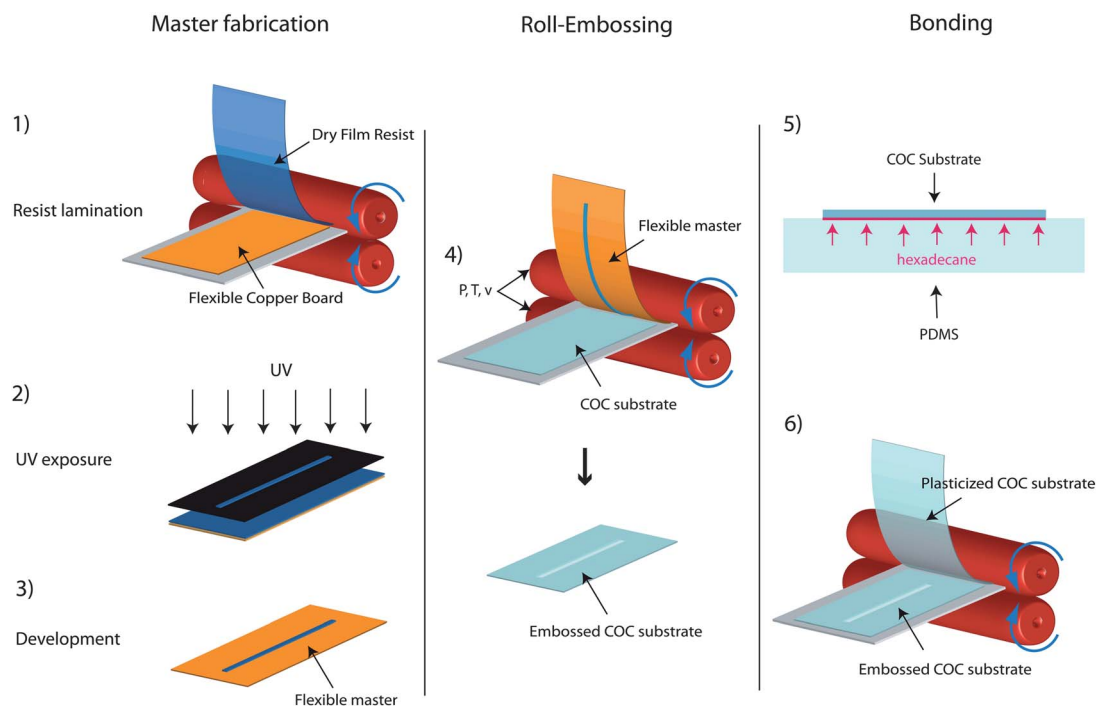 Master fabrication
1)
Dry Film Resist
Resist lamination
Flexible Copper Board
2)
UV
UV exposure
3)
Development
Flexible master
Roll-Embossing
4)
Flexible master
P, T, v
COC substrate
Embossed COC substrate
Bonding
5)
COC Substrate
hexadecane
PDMS
6)
Plasticized COC substrate
Embossed COC substrate